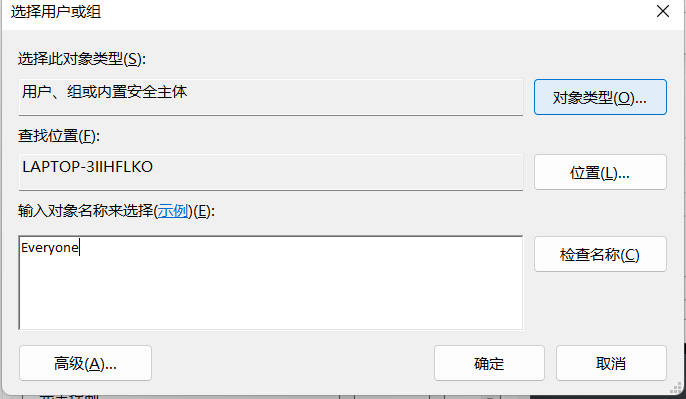 选择用户或组
选择此对象类型(S):
用户、组或内置安全主体
对象类型(O)...
查找位置(F):
LAPTOP-3IIHFLKO
位置(L)...
输入对象名称来选择(示例)(E):
Everyone
检查名称(C)
高级(A)...
确定
取消